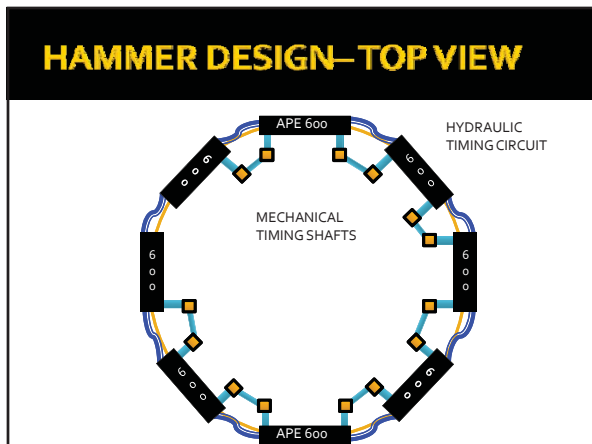 HAMMER DESIGN—TOP VIEW
APE 600
HYDRAULIC
TIMING CIRCUIT
600
600
MECHANICAL
TIMING SHAFTS
600
600
600
600
APE 600